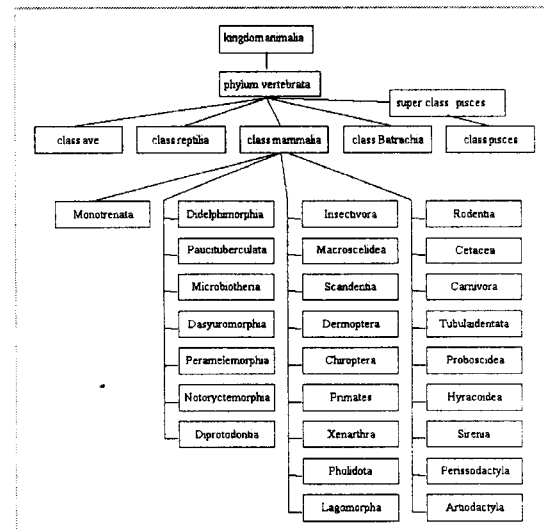 kingdom animalia
phylum vertebrata
super class pisces
class ave
class reptilia
class mammalia
class Batrachia
class pisces
Monotrenata
Didelphimorphia
Insectivora
Rodentia
Paucituberculata
Macroscelidea
Cetacea
Microbiotheria
Scandentia
Carnivora
Dasyuromorphia
Dermoptera
Tubulaidentata
Peramelemorphia
Chiroptera
Proboscidea
Notoryctemorphia
Primates
Hyracoidea
Diprotodontia
Xenarthra
Sirenia
Pholidota
Perissodactyla
Lagomorpha
Artiodactyla